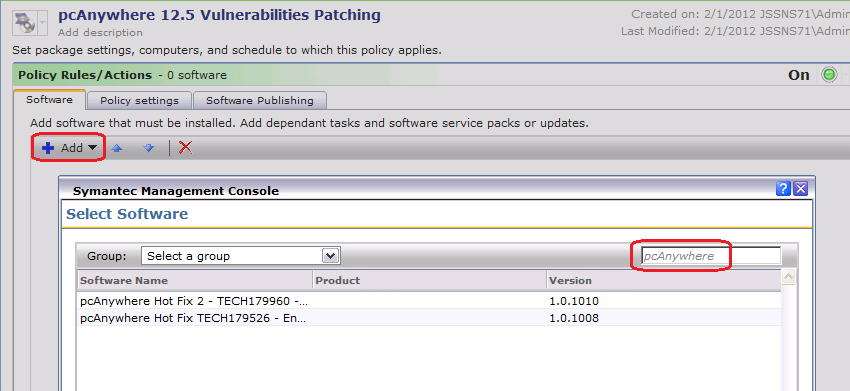 pcAnywhere 12.5 Vulnerabilities Patching
Created on: 2/1/2012 JSSNS71\Admin
Add description
Last Modified: 2/1/2012 JSSNS71\Admin
Set package settings, computers, and schedule to which this policy applies.
Policy Rules/Actions - 0 software
On
Software
Policy settings
Software Publishing
Add software that must be installed. Add dependant tasks and software service packs or updates.
Add
Symantec Management Console
Select Software
Group: Select a group
pcAnywhere
Software Name Product Version
pcAnywhere Hot Fix 2 - TECH179960 -... 1.0.1010
pcAnywhere Hot Fix TECH179526 - En... 1.0.1008